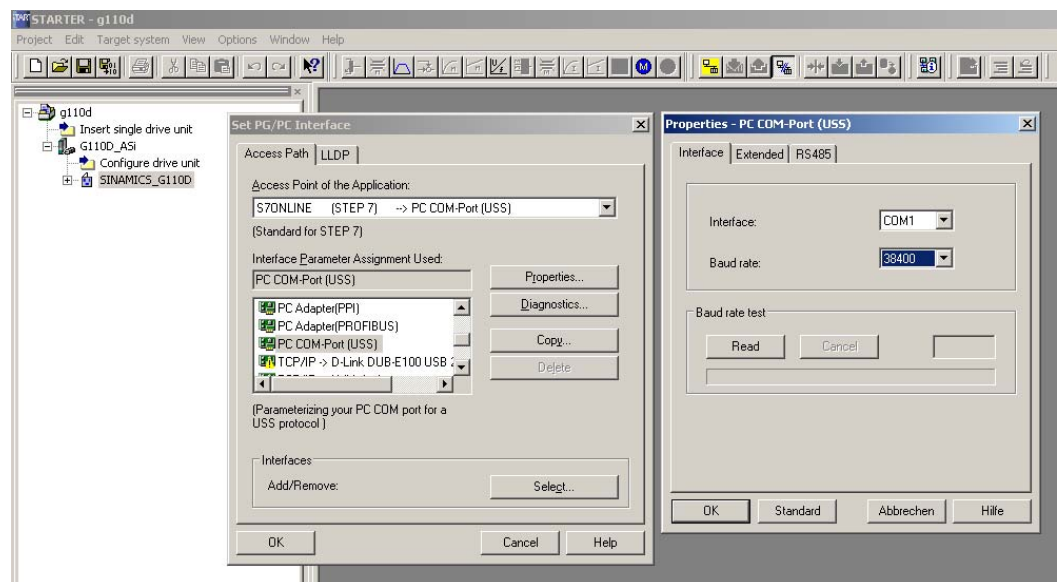 STARTER - g110d
Project Edit Target system View Options Window Help
g110d
Insert single drive unit
G110D_ASi
Configure drive unit
SINAMICS_G110D
Set PG/PC Interface
Access Path LLDP
Access Point of the Application:
S7ONLINE (STEP 7) --> PC COM-Port (USS)
(Standard for STEP 7)
Interface Parameter Assignment Used:
PC COM-Port (USS)
Properties...
PC Adapter(PPI)
PC Adapter(PROFIBUS)
PC COM-Port (USS)
TCP/IP -> D-Link DUB-E100 USB 2
Diagnostics...
Copy...
Delete
(Parameterizing your PC COM port for a
USS protocol )
Interfaces
Add/Remove:
Select...
OK Cancel Help
Properties - PC COM-Port (USS)
Interface Extended RS485
Interface: COM1
Baud rate: 38400
Baud rate test
Read Cancel
OK Standard Abbrechen Hilfe